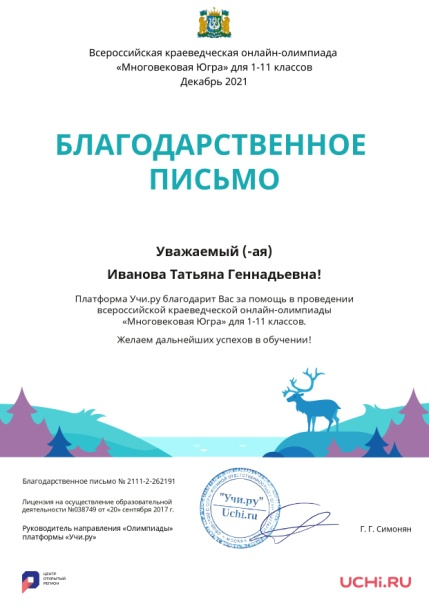 Всероссийская краеведческая онлайн-олимпиада
«Многовековая Югра» для 1-11 классов
Декабрь 2021
БЛАГОДАРСТВЕННОЕ
ПИСЬМО
Уважаемый (-ая)
Иванова Татьяна Геннадьевна!
Платформа Учи.ру благодарит Вас за помощь в проведении
всероссийской краеведческой онлайн-олимпиады
«Многовековая Югра» для 1-11 классов.
Желаем дальнейших успехов в обучении!
Благодарственное письмо № 2111-2-262191
Лицензия на осуществление образовательной
деятельности №038749 от «20» сентября 2017 г.
Руководитель направления «Олимпиады»
платформы «Учи.ру»
"Учи.ру"
Uchi.ru
Г. Г. Симонян
ЦЕНТР
ОТКРЫТЫЙ
РЕГИОН
UCHi.RU